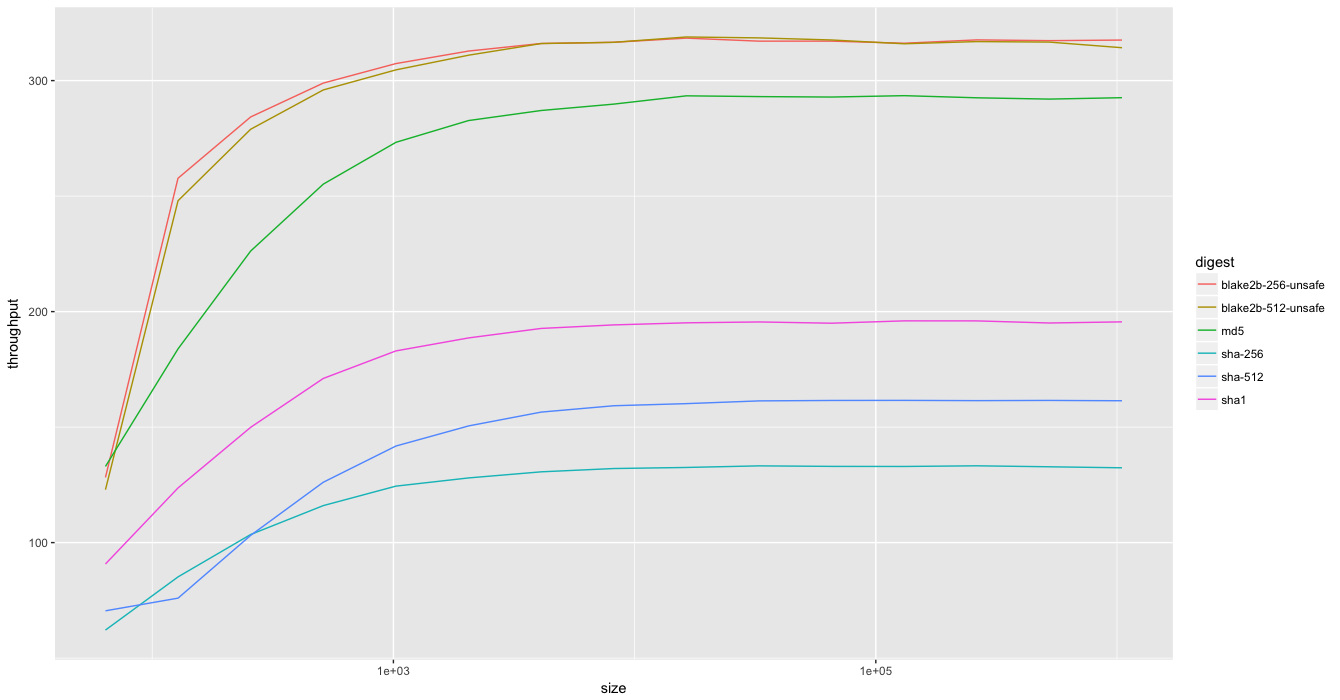 throughput
300
200
100
1e+03
1e+05
size
digest
blake2b-256-unsafe
blake2b-512-unsafe
md5
sha-256
sha-512
sha1